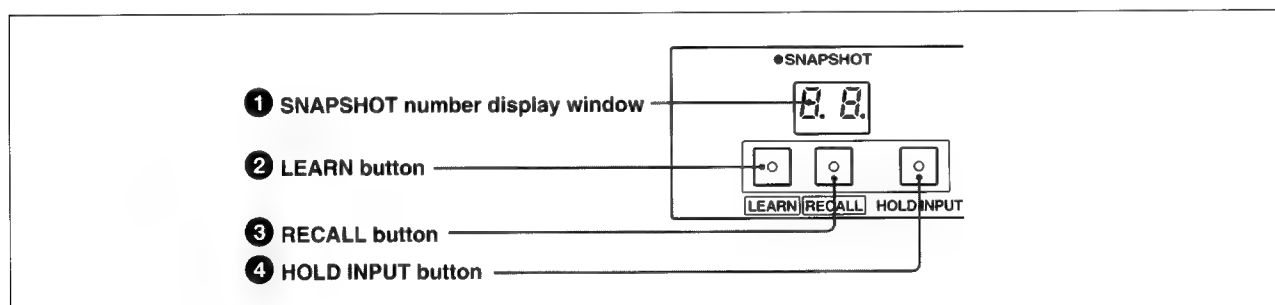 ●SNAPSHOT
❶ SNAPSHOT number display window
8. 8.
❷ LEARN button
LEARN RECALL HOLD INPUT
❸ RECALL button
❹ HOLD INPUT button